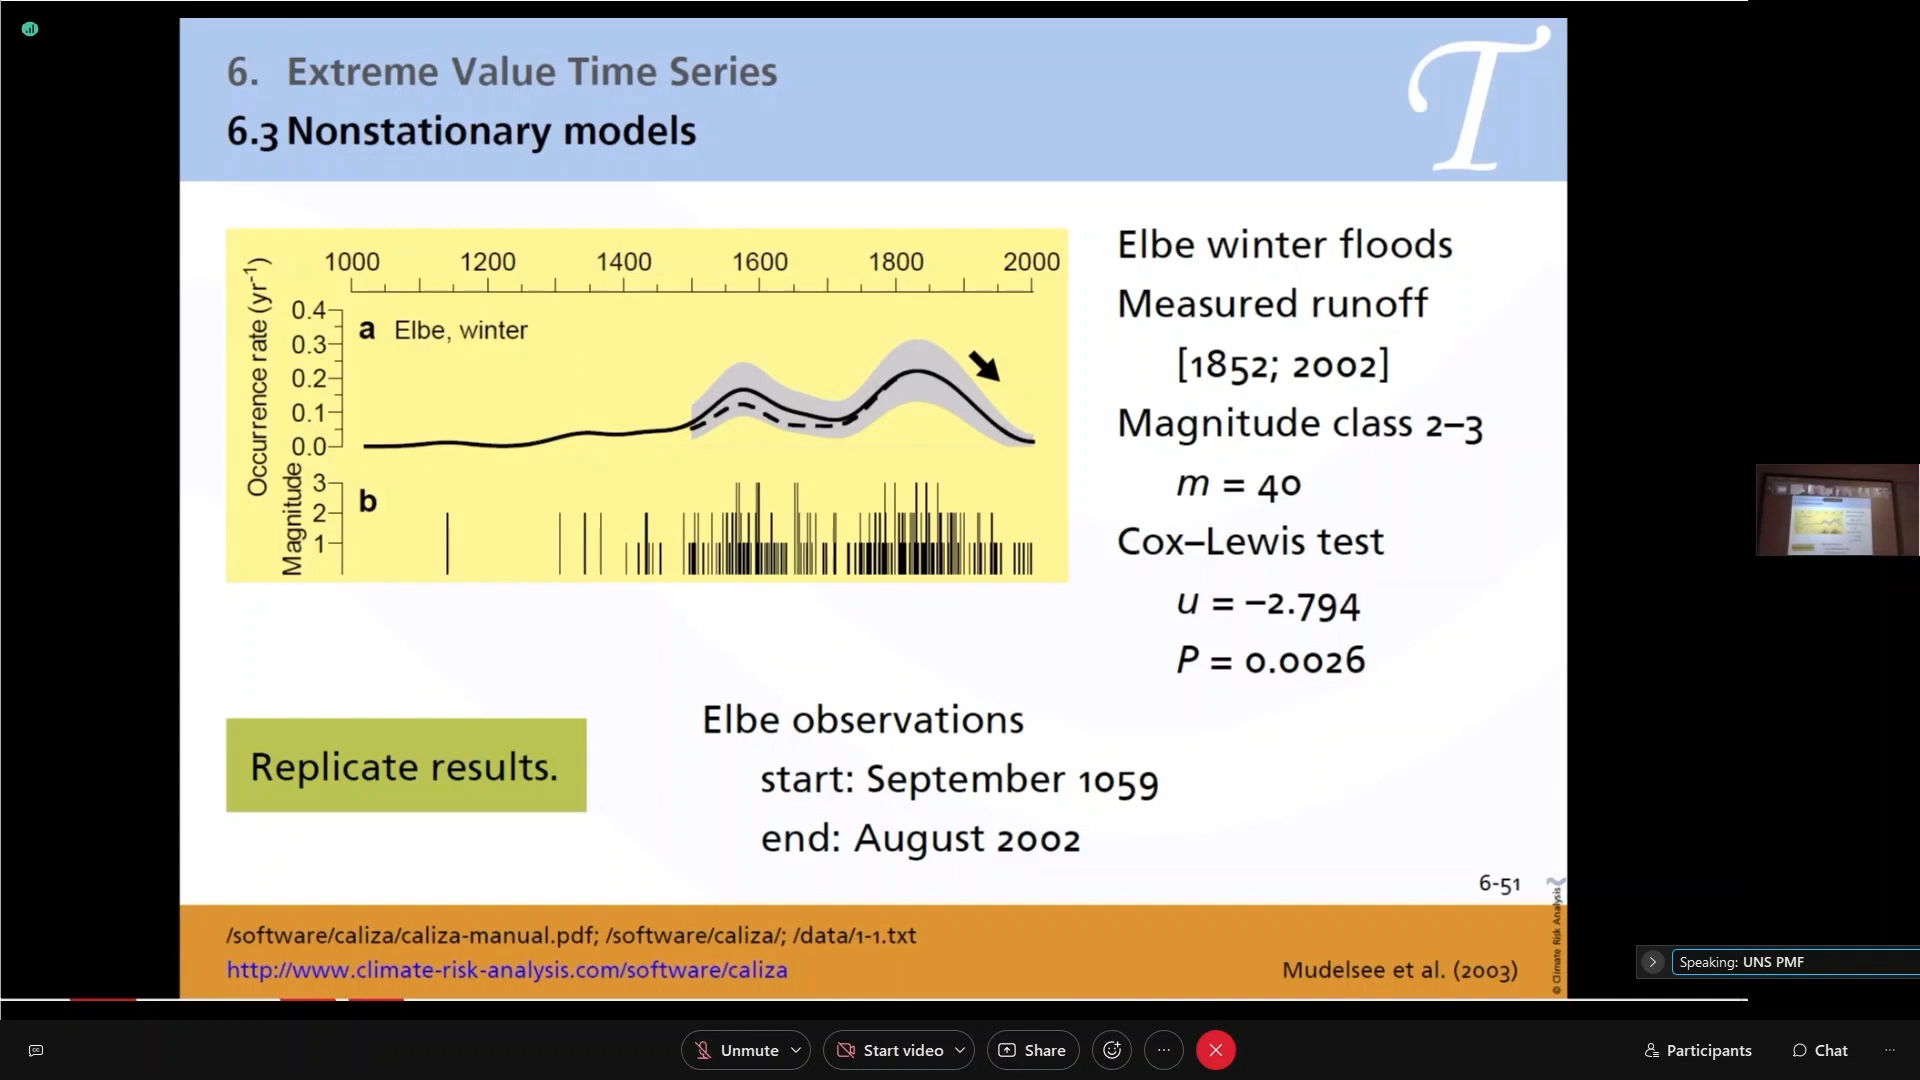 6. Extreme Value Time Series
6.3 Nonstationary models
T
1000 1200 1400 1600 1800 2000
Occurrence rate (yr⁻¹)
0.4
0.3
0.2
0.1
0.0
a Elbe, winter
Magnitude
3
2
1
b
Elbe winter floods
Measured runoff
[1852; 2002]
Magnitude class 2–3
m = 40
Cox–Lewis test
u = –2.794
P = 0.0026
Replicate results.
Elbe observations
start: September 1059
end: August 2002
6-51
© Climate Risk Analysis
/software/caliza/caliza-manual.pdf; /software/caliza/; /data/1-1.txt
http://www.climate-risk-analysis.com/software/caliza
Mudelsee et al. (2003)
Speaking: UNS PMF
Unmute
Start video
Share
Participants
Chat